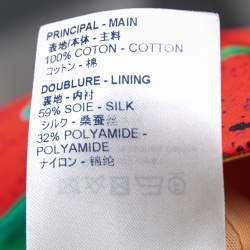 PRINCIPAL - MAIN
表地/本体 - 主料
100% COTON - COTTON
コットン - 棉
DOUBLURE - LINING
裏地 - 内衬
59% SOIE - SILK
シルク - 桑蚕丝
32% POLYAMIDE -
POLYAMIDE
ナイロン - 锦纶